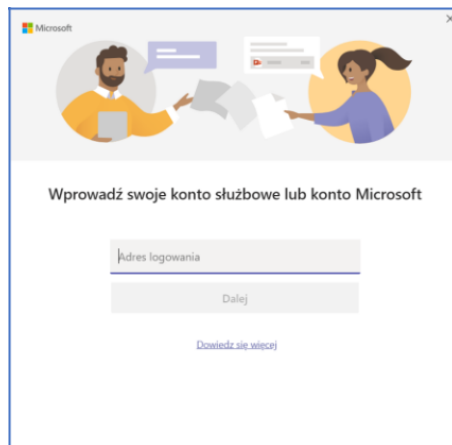 Microsoft
Wprowadź swoje konto służbowe lub konto Microsoft
Adres logowania
Dalej
Dowiedz się więcej